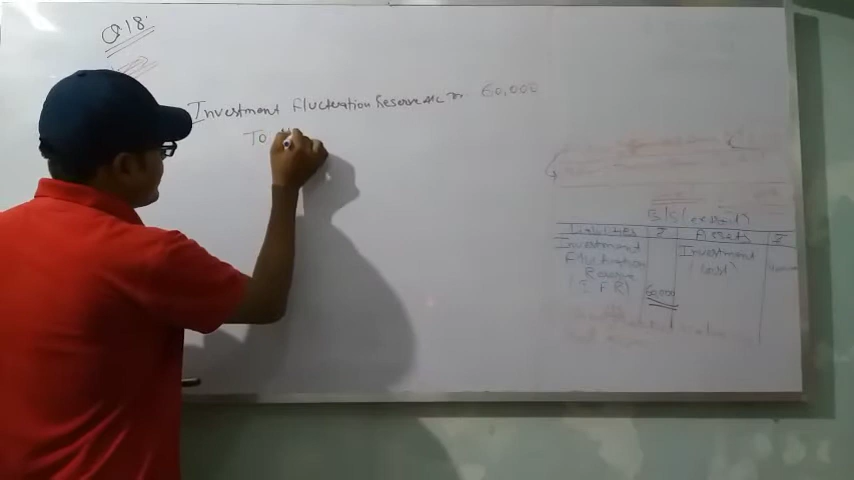 Q18.
Investment Fluctuation Reserve A/c Dr 60,000
To
B/S (extract)
Liabilities ₹ Assets ₹
Investment Fluctuation Reserve (IFR) 60,000
Investment (cost)